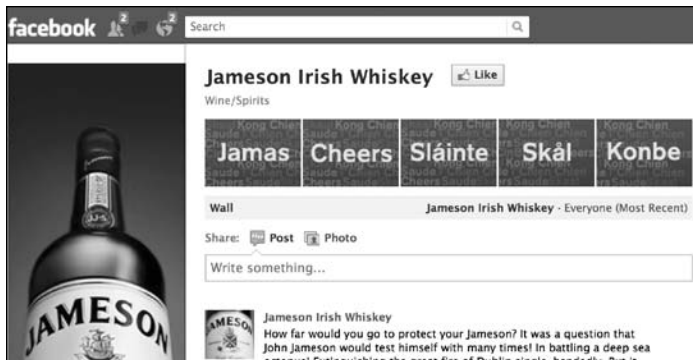 facebook 2 2 Search
Jameson Irish Whiskey Like
Wine/Spirits
Jamas Cheers Sláinte Skål Konbe
Wall Jameson Irish Whiskey · Everyone (Most Recent)
Share: Post Photo
Write something...
JAMESON
Jameson Irish Whiskey
How far would you go to protect your Jameson? It was a question that
John Jameson would test himself with many times! In battling a deep sea